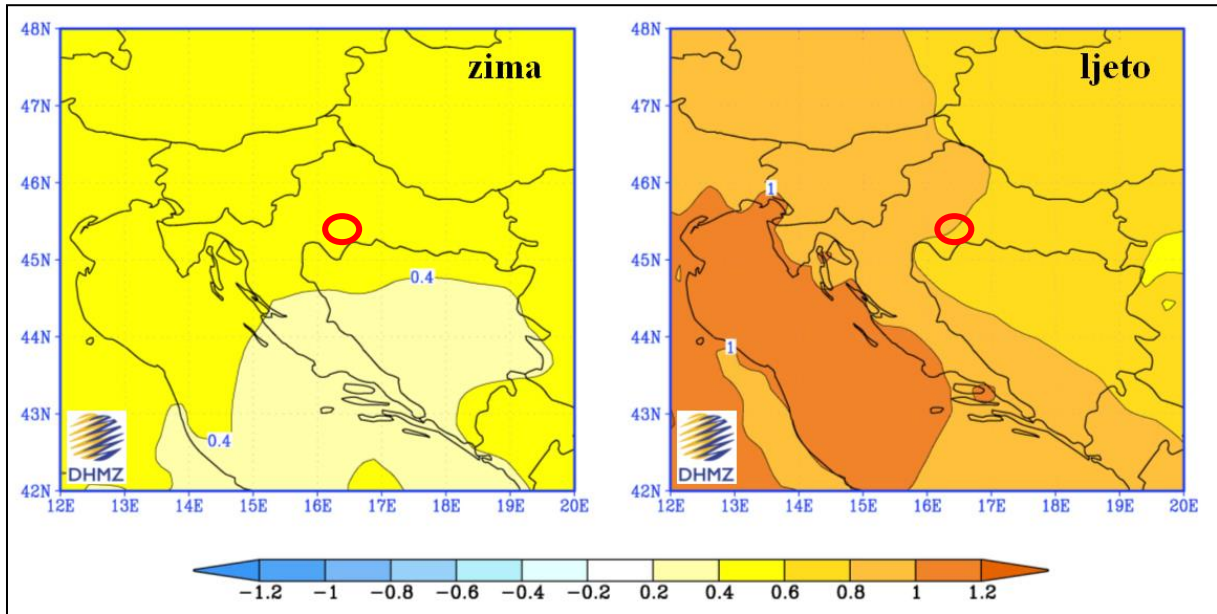 zima
48N
47N
46N
45N
44N
43N
42N
0.4
0.4
DHMZ
12E 13E 14E 15E 16E 17E 18E 19E 20E
ljeto
48N
47N
46N
45N
44N
43N
42N
1
1
DHMZ
12E 13E 14E 15E 16E 17E 18E 19E 20E
-1.2 -1 -0.8 -0.6 -0.4 -0.2 0.2 0.4 0.6 0.8 1 1.2